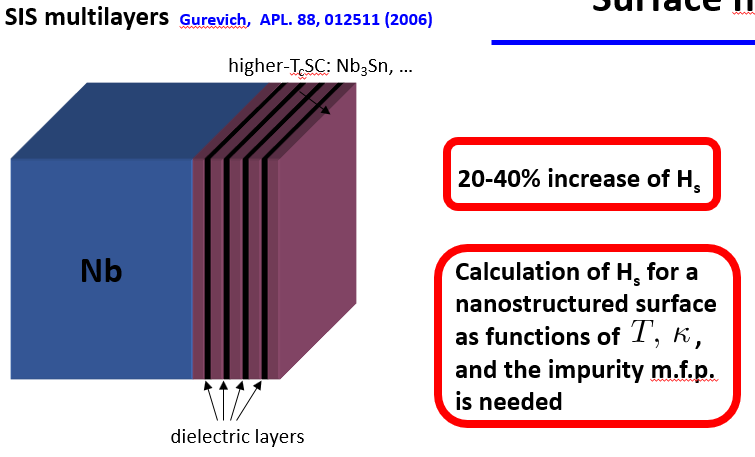 SIS multilayers Gurevich, APL. 88, 012511 (2006)
higher-TcSC: Nb₃Sn, ...
Nb
dielectric layers
20-40% increase of Hₛ
Calculation of Hₛ for a
nanostructured surface
as functions of T, κ,
and the impurity m.f.p.
is needed